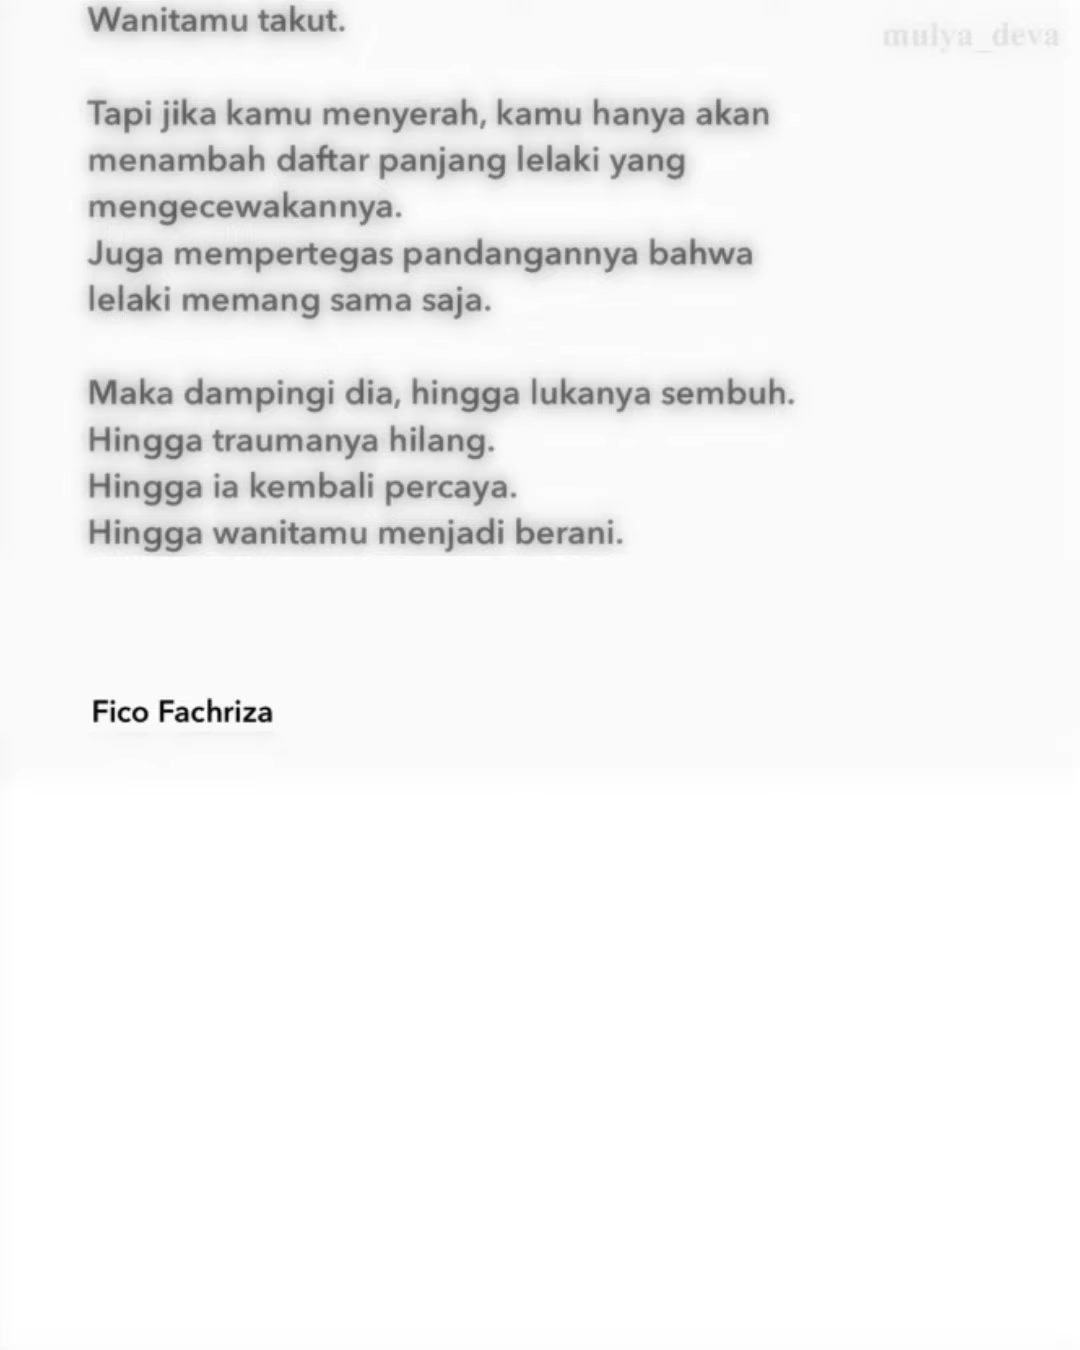 Wanitamu takut.
mulya_deva
Tapi jika kamu menyerah, kamu hanya akan
menambah daftar panjang lelaki yang
mengecewakannya.
Juga mempertegas pandangannya bahwa
lelaki memang sama saja.
Maka dampingi dia, hingga lukanya sembuh.
Hingga traumanya hilang.
Hingga ia kembali percaya.
Hingga wanitamu menjadi berani.
Fico Fachriza